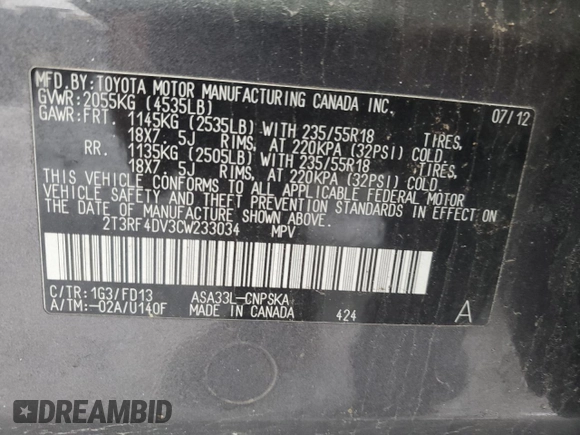 MFD.BY:TOYOTA MOTOR MANUFACTURING CANADA INC.
GVWR:2055KG (4535LB) 07/12
GAWR:FRT. 1145KG (2535LB) WITH 235/55R18 TIRES,
18X7.5J RIMS, AT 220KPA (32PSI) COLD.
RR. 1135KG (2505LB) WITH 235/55R18 TIRES,
18X7.5J RIMS, AT 220KPA (32PSI) COLD.
THIS VEHICLE CONFORMS TO ALL APPLICABLE FEDERAL MOTOR
VEHICLE SAFETY AND THEFT PREVENTION STANDARDS IN EFFECT ON
THE DATE OF MANUFACTURE SHOWN ABOVE.
2T3RF4DV3CW233034 MPV
C/TR:1G3/FD13 ASA33L-CNPSKA
A/TM:-02A/U140F MADE IN CANADA 424 A
DREAMBID